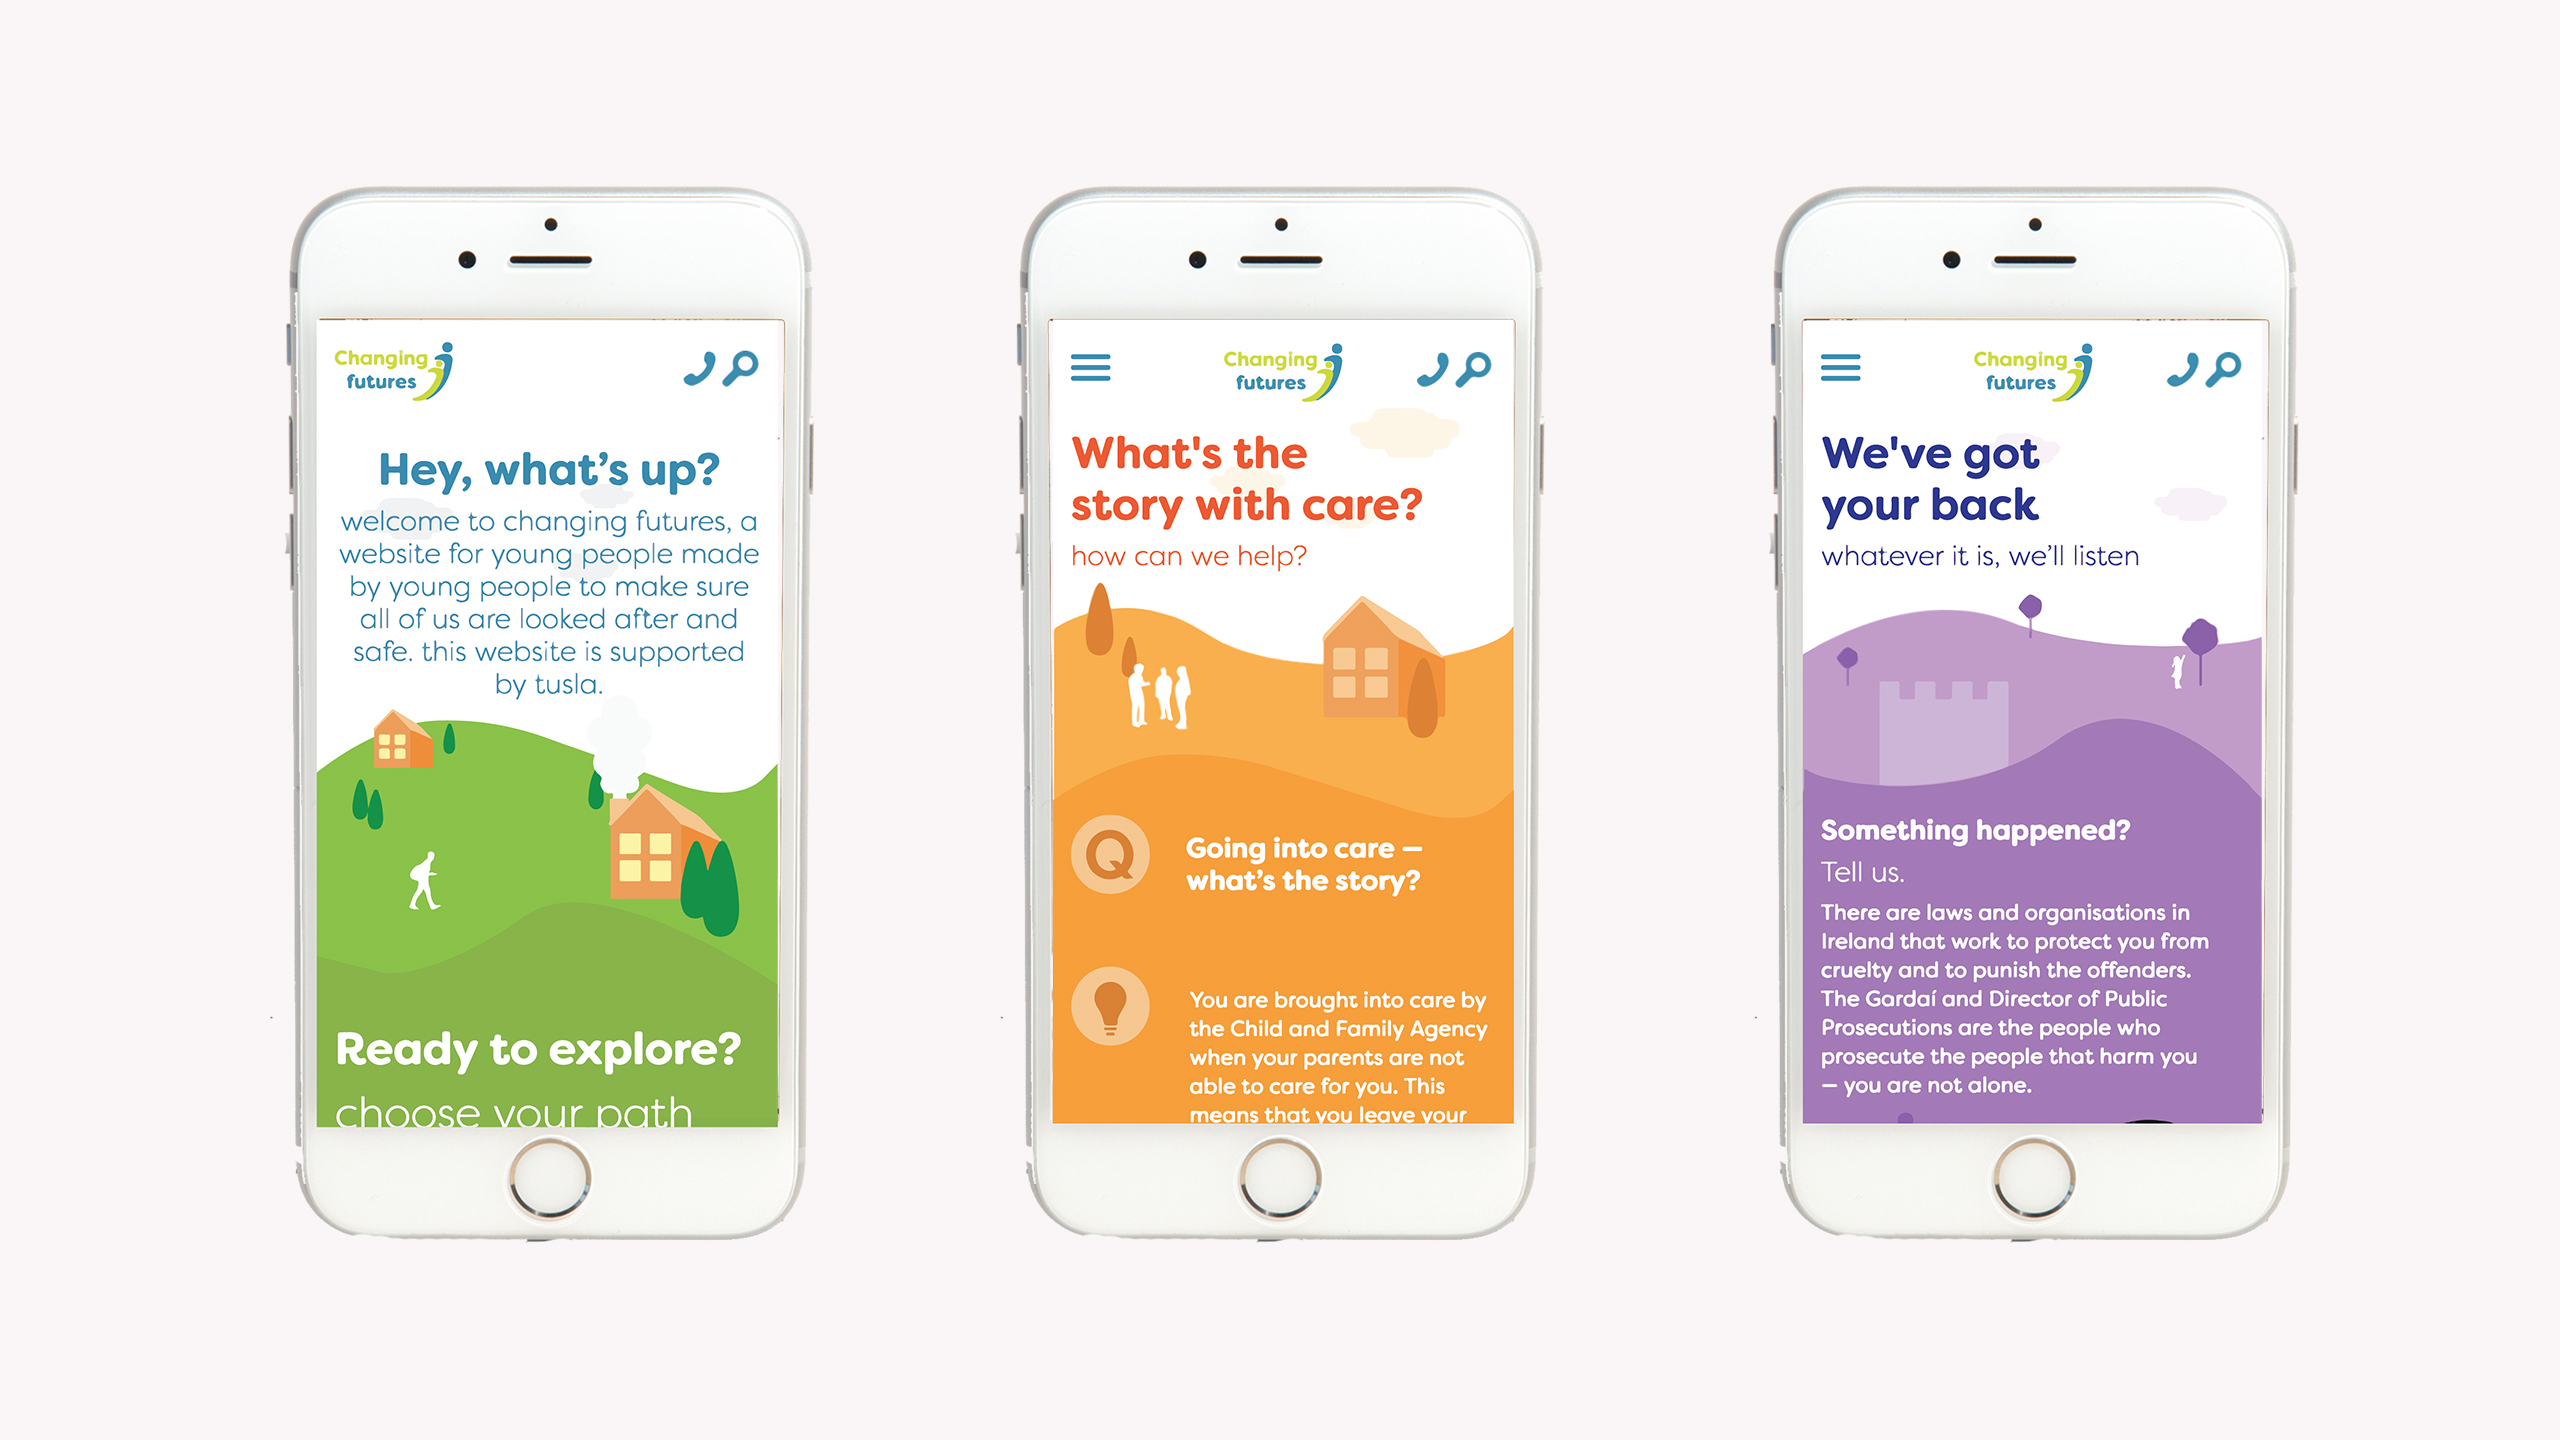 Changing
futures
Hey, what's up?
welcome to changing futures, a
website for young people made
by young people to make sure
all of us are looked after and
safe. this website is supported
by tusla.
Ready to explore?
choose your path
Changing
futures
What's the
story with care?
how can we help?
Q
Going into care –
what's the story?
You are brought into care by
the Child and Family Agency
when your parents are not
able to care for you. This
means that you leave your
Changing
futures
We've got
your back
whatever it is, we'll listen
Something happened?
Tell us.
There are laws and organisations in
Ireland that work to protect you from
cruelty and to punish the offenders.
The Gardaí and Director of Public
Prosecutions are the people who
prosecute the people that harm you
– you are not alone.